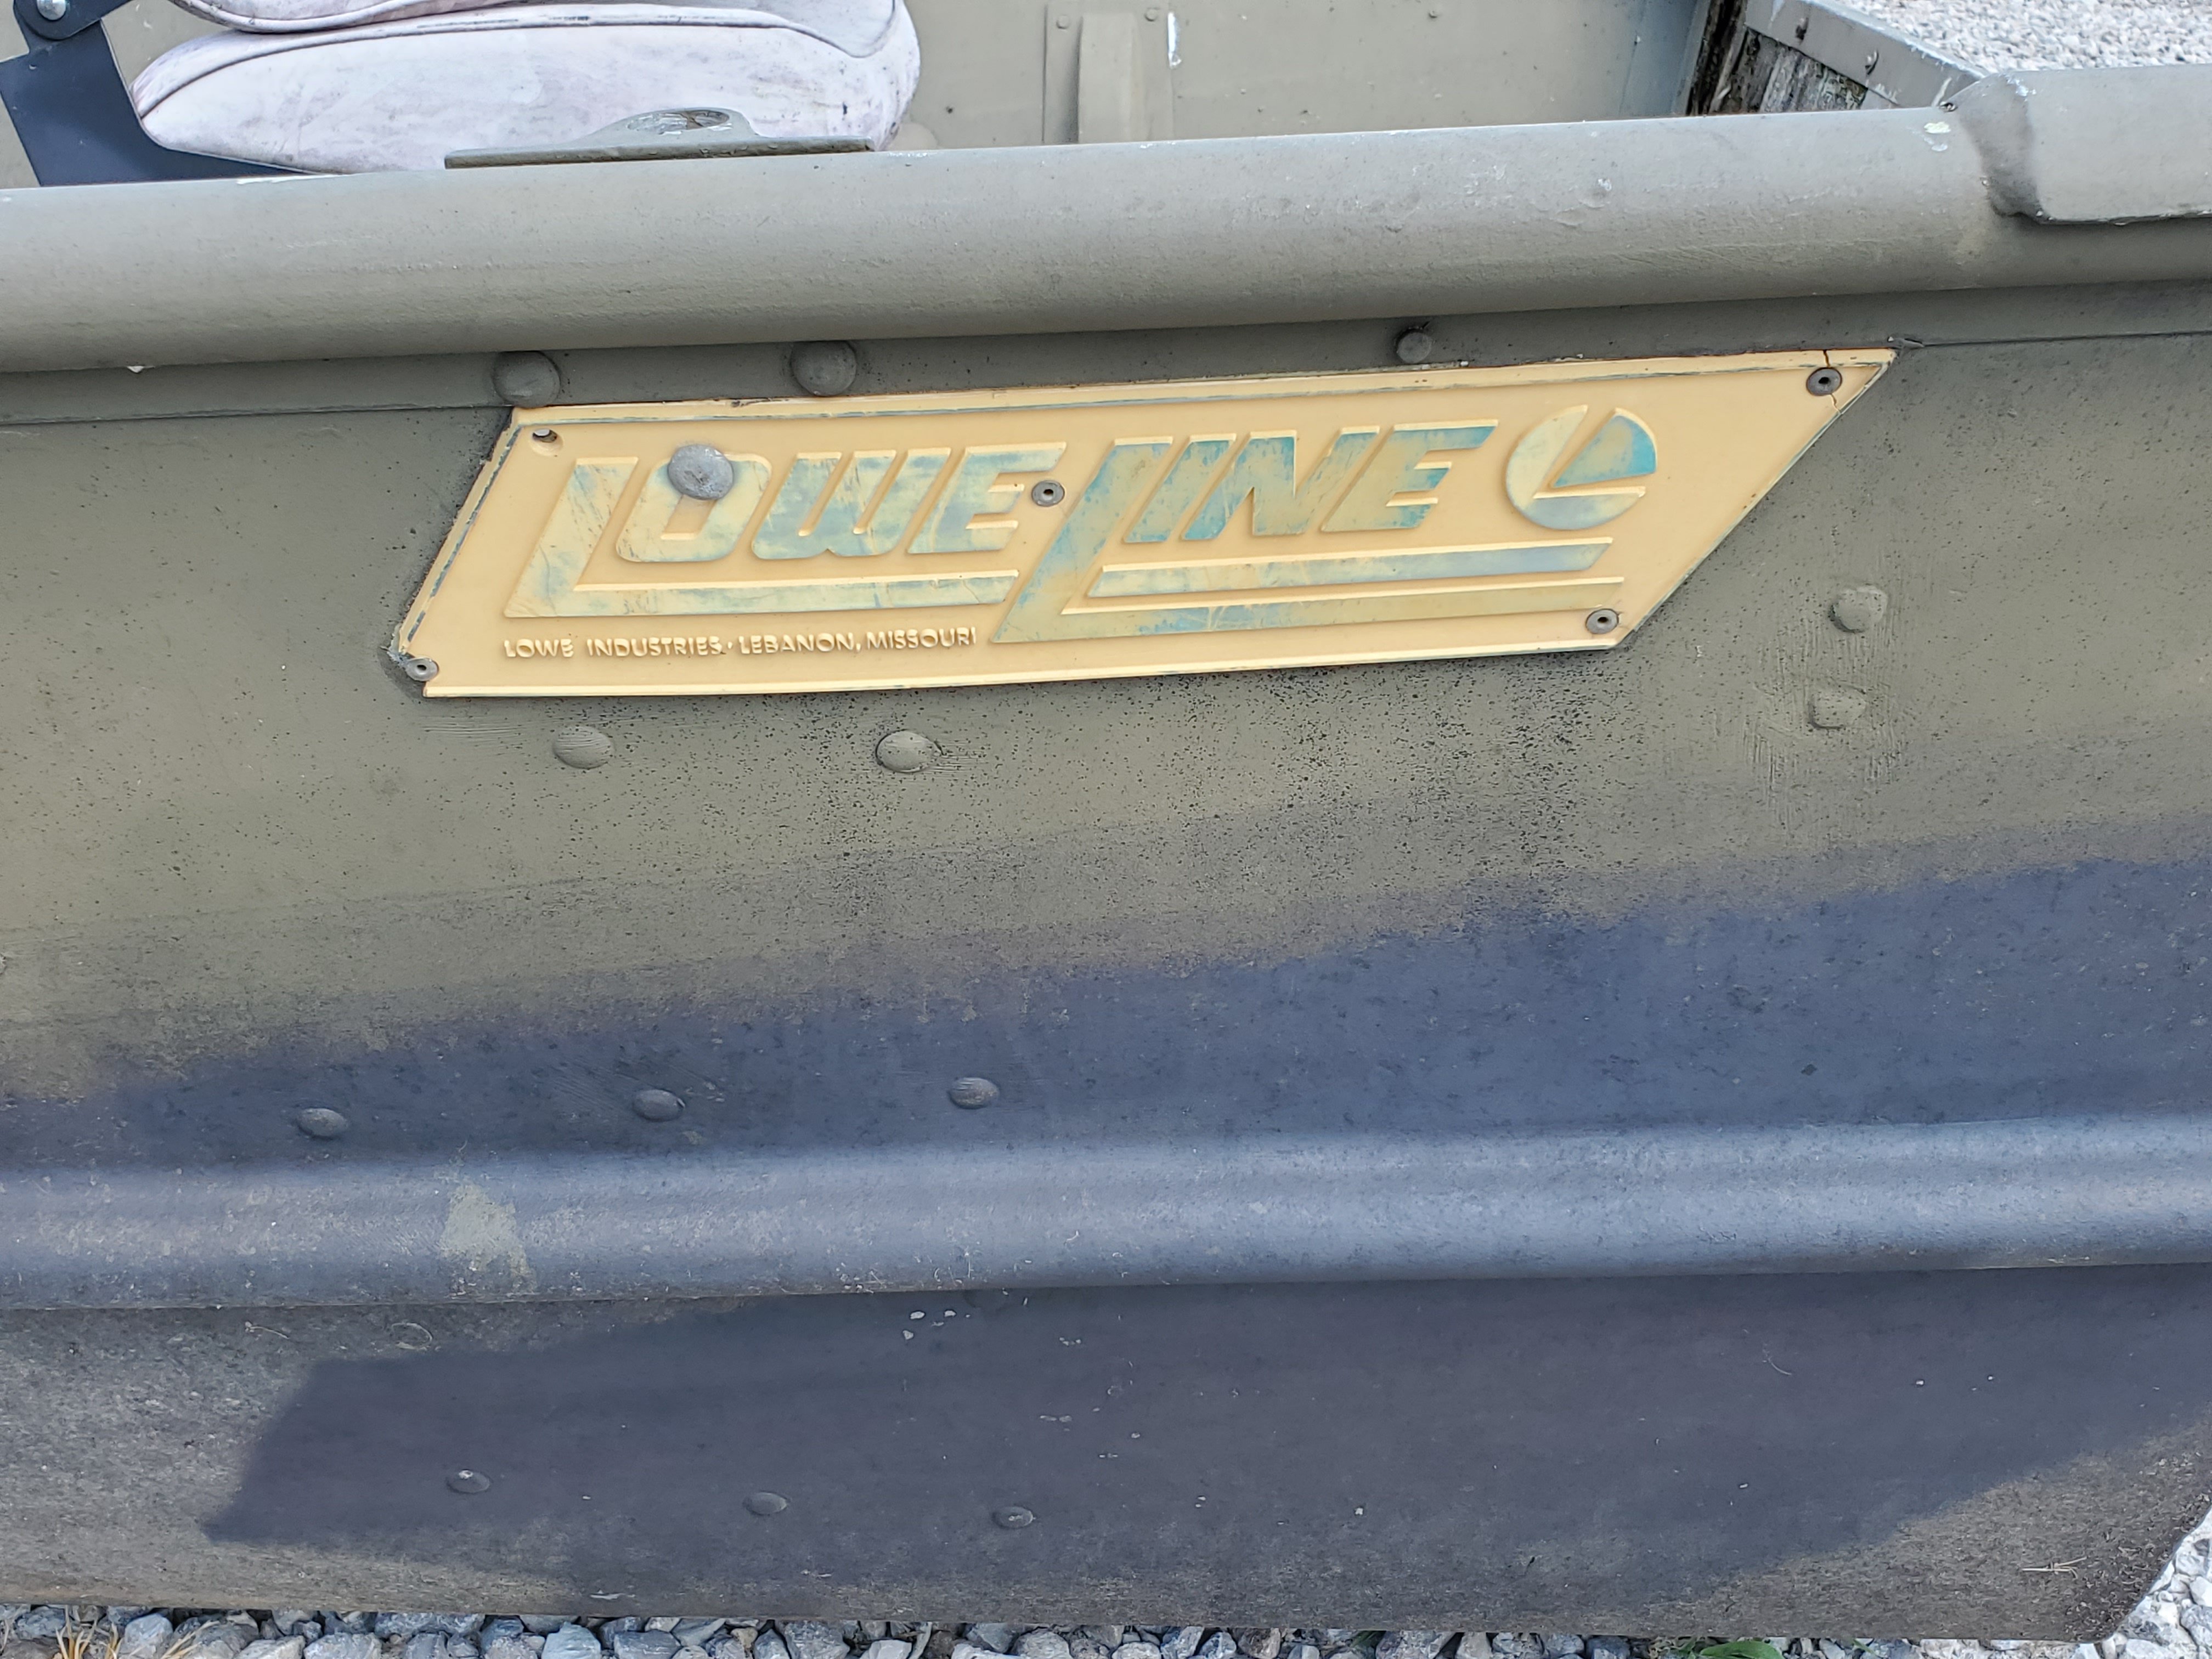 LOWE LINE
LOWE INDUSTRIES · LEBANON, MISSOURI